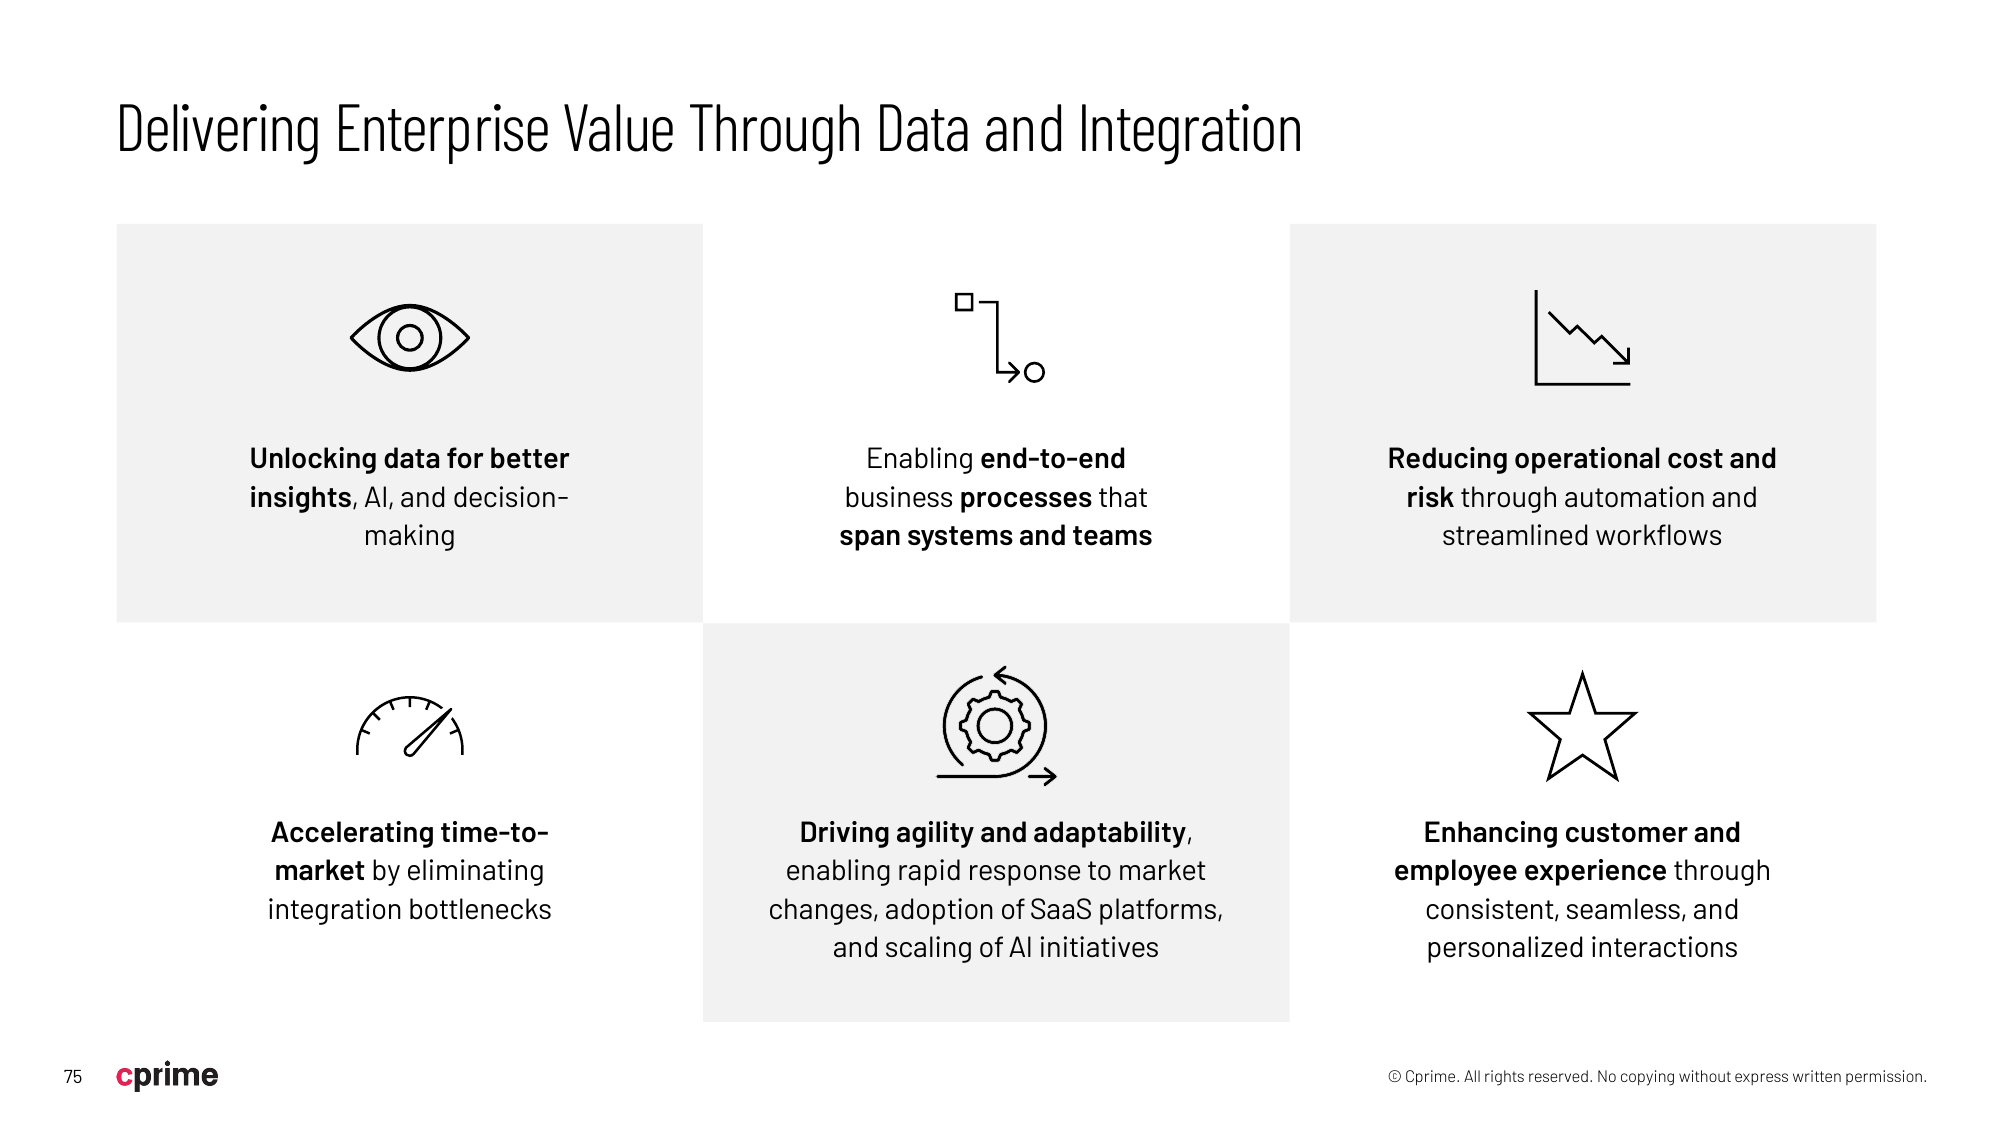 Delivering Enterprise Value Through Data and Integration
Unlocking data for better
insights, AI, and decision-
making
Enabling end-to-end
business processes that
span systems and teams
Reducing operational cost and
risk through automation and
streamlined workflows
Accelerating time-to-
market by eliminating
integration bottlenecks
Driving agility and adaptability,
enabling rapid response to market
changes, adoption of SaaS platforms,
and scaling of AI initiatives
Enhancing customer and
employee experience through
consistent, seamless, and
personalized interactions
75
cprime
© Cprime. All rights reserved. No copying without express written permission.